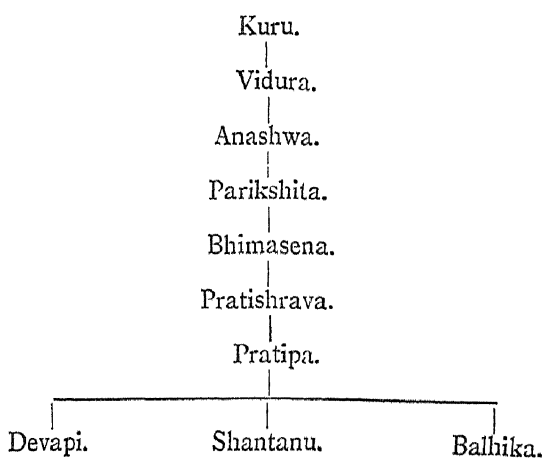 Kuru.
Vidura.
Anashwa.
Parikshita.
Bhimasena.
Pratishrava.
Pratipa.
Devapi. Shantanu. Balhika.